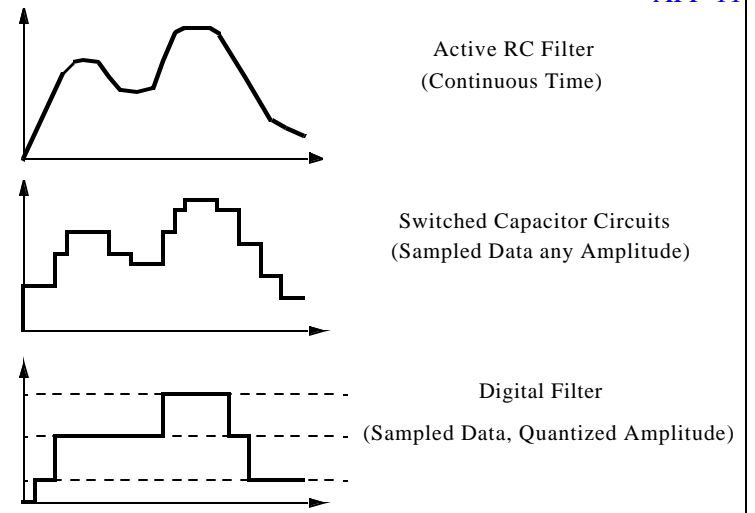 Active RC Filter
(Continuous Time)
Switched Capacitor Circuits
(Sampled Data any Amplitude)
Digital Filter
(Sampled Data, Quantized Amplitude)